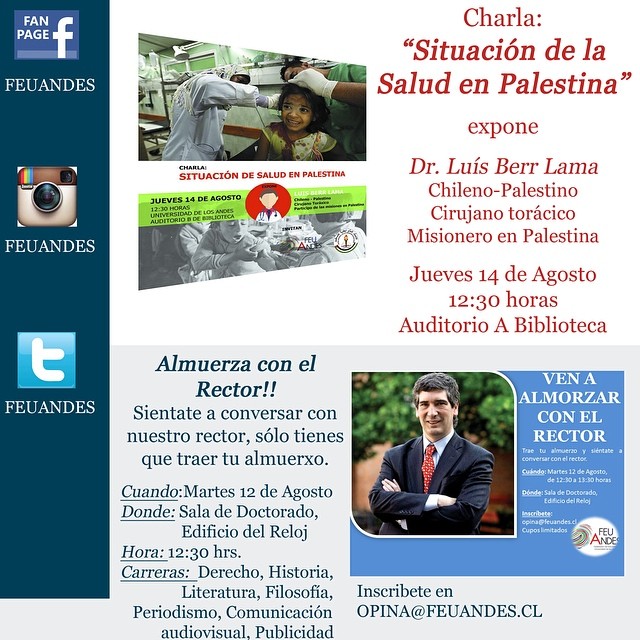 FAN
PAGE
FEUANDES
FEUANDES
FEUANDES
Charla:
“Situación de la
Salud en Palestina”
expone
Dr. Luís Berr Lama
Chileno-Palestino
Cirujano torácico
Misionero en Palestina
Jueves 14 de Agosto
12:30 horas
Auditorio A Biblioteca
CHARLA:
SITUACIÓN DE SALUD EN PALESTINA
JUEVES 14 DE AGOSTO
12:30 HORAS
UNIVERSIDAD DE LOS ANDES
AUDITORIO B DE BIBLIOTECA
LUIS BERR LAMA
Chileno - Palestino
Cirujano Torácico
Participo de las misiones en Palestina
INVITAN
FEU
ANDES
Almuerza con el
Rector!!
Sientate a conversar con
nuestro rector, sólo tienes
que traer tu almuerxo.
Cuando:Martes 12 de Agosto
Donde: Sala de Doctorado,
Edificio del Reloj
Hora: 12:30 hrs.
Carreras: Derecho, Historia,
Literatura, Filosofía,
Periodismo, Comunicación
audiovisual, Publicidad
VEN A
ALMORZAR
CON EL
RECTOR
Trae tu almuerzo y siéntate a
conversar con el rector.
Cuándo: Martes 12 de Agosto,
de 12:30 a 13:30 horas
Dónde: Sala de Doctorado,
Edificio del Reloj
Inscríbete:
opina@feuandes.cl
Cupos limitados
FEU
ANDES
Inscribete en
OPINA@FEUANDES.CL